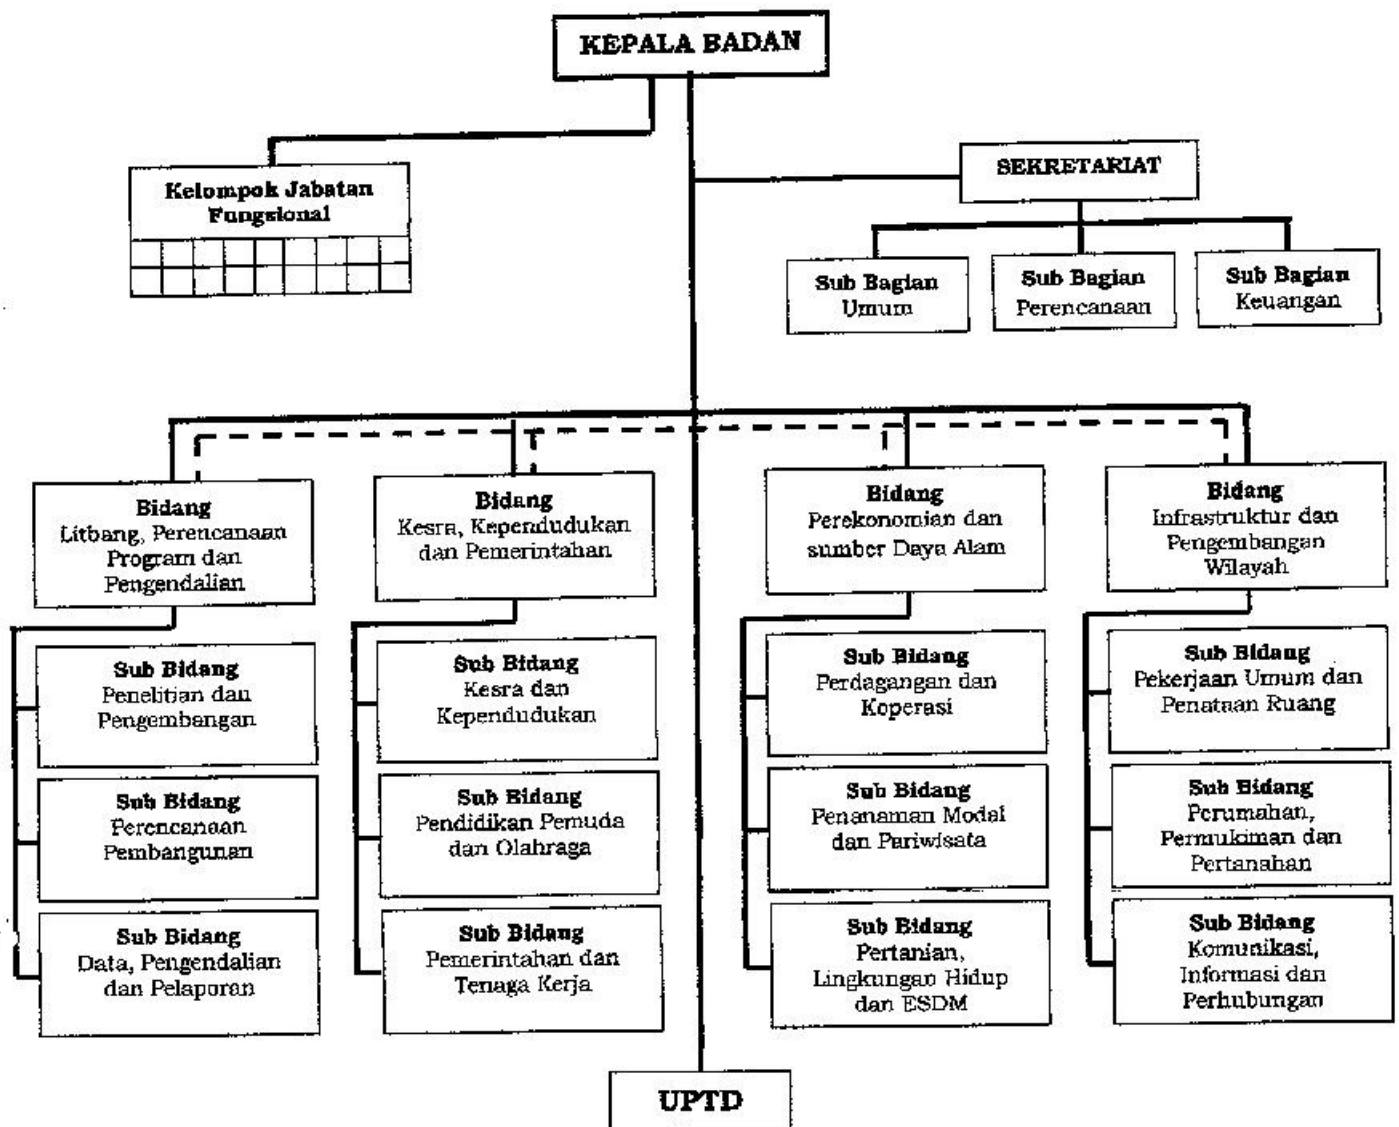 KEPALA BADAN
Kelompok Jabatan
Fungsional
SEKRETARIAT
Sub Bagian
Umum
Sub Bagian
Perencanaan
Sub Bagian
Keuangan
Bidang
Litbang, Perencanaan
Program dan
Pengendalian
Bidang
Kesra, Kependudukan
dan Pemerintahan
Bidang
Perekonomian dan
sumber Daya Alam
Bidang
Infrastruktur dan
Pengembangan
Wilayah
Sub Bidang
Penelitian dan
Pengembangan
Sub Bidang
Kesra dan
Kependudukan
Sub Bidang
Perdagangan dan
Koperasi
Sub Bidang
Pekerjaan Umum dan
Penataan Ruang
Sub Bidang
Perencanaan
Pembangunan
Sub Bidang
Pendidikan Pemuda
dan Olahraga
Sub Bidang
Penanaman Modal
dan Pariwisata
Sub Bidang
Perumahan,
Permukiman dan
Pertanahan
Sub Bidang
Data, Pengendalian
dan Pelaporan
Sub Bidang
Pemerintahan dan
Tenaga Kerja
Sub Bidang
Pertanian,
Lingkungan Hidup
dan ESDM
Sub Bidang
Komunikasi,
Informasi dan
Perhubungan
UPTD